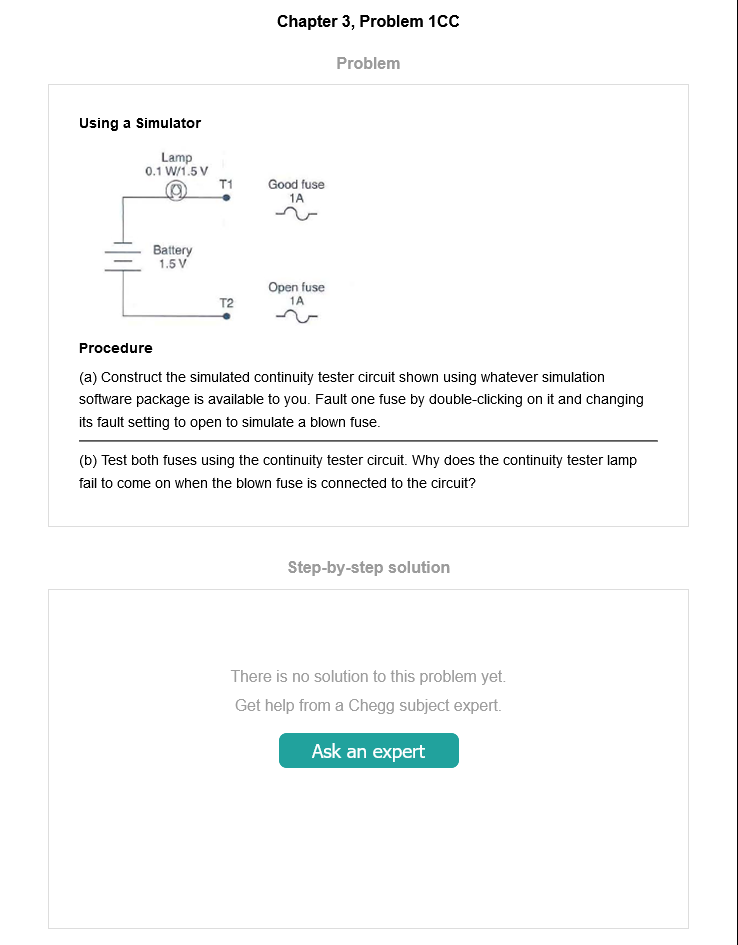 Chapter 3, Problem 1CC
Problem
Using a Simulator
Lamp
0.1 W/1.5 V
T1
Good fuse
1A
Battery
1.5 V
Open fuse
1A
T2
Procedure
(a) Construct the simulated continuity tester circuit shown using whatever simulation
software package is available to you. Fault one fuse by double-clicking on it and changing
its fault setting to open to simulate a blown fuse.
(b) Test both fuses using the continuity tester circuit. Why does the continuity tester lamp
fail to come on when the blown fuse is connected to the circuit?
Step-by-step solution
There is no solution to this problem yet.
Get help from a Chegg subject expert.
Ask an expert